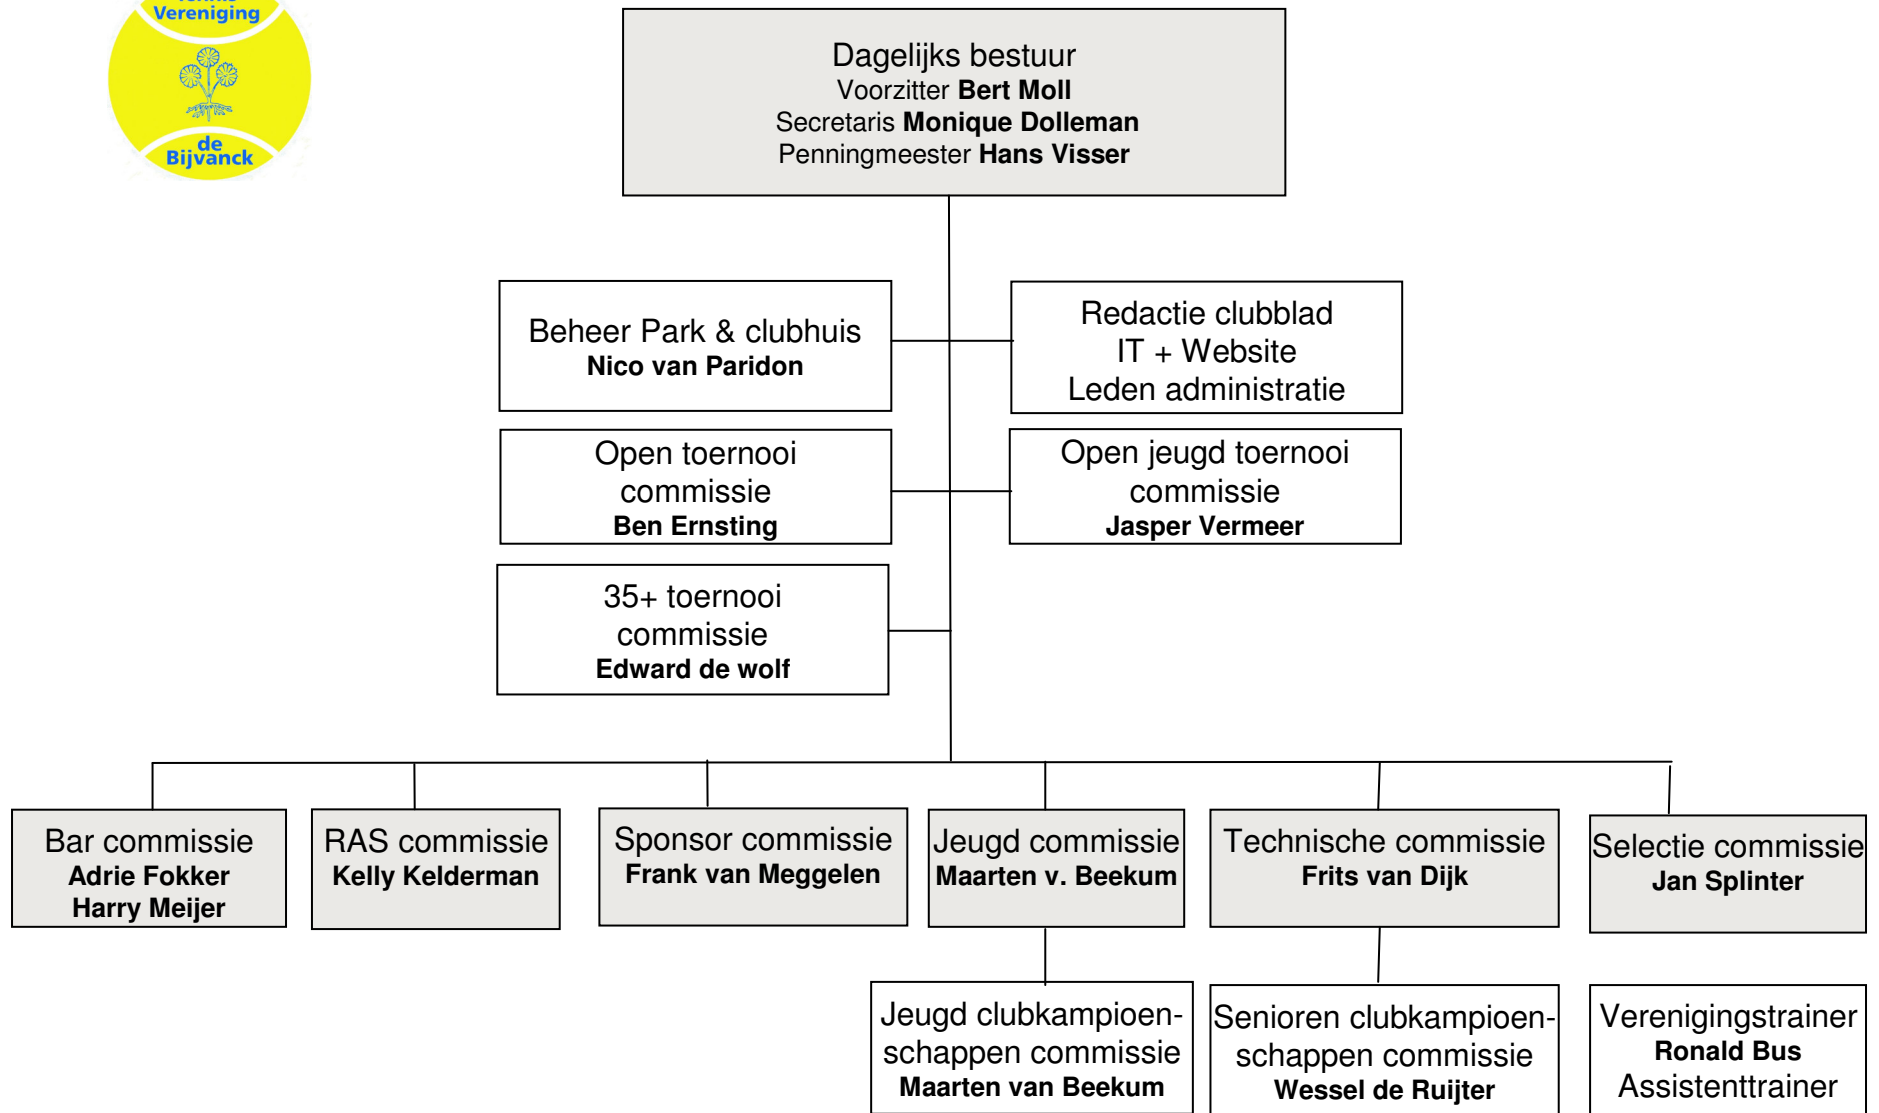 Vereniging
de
Bijvanck
Dagelijks bestuur
Voorzitter Bert Moll
Secretaris Monique Dolleman
Penningmeester Hans Visser
Beheer Park & clubhuis
Nico van Paridon
Redactie clubblad
IT + Website
Leden administratie
Open toernooi
commissie
Ben Ernsting
Open jeugd toernooi
commissie
Jasper Vermeer
35+ toernooi
commissie
Edward de wolf
Bar commissie
Adrie Fokker
Harry Meijer
RAS commissie
Kelly Kelderman
Sponsor commissie
Frank van Meggelen
Jeugd commissie
Maarten v. Beekum
Technische commissie
Frits van Dijk
Selectie commissie
Jan Splinter
Jeugd clubkampioen-
schappen commissie
Maarten van Beekum
Senioren clubkampioen-
schappen commissie
Wessel de Ruijter
Verenigingstrainer
Ronald Bus
Assistenttrainer